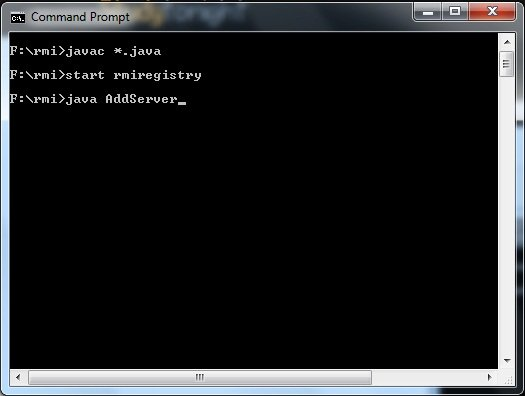 Command Prompt
F:\rmi>javac *.java
F:\rmi>start rmiregistry
F:\rmi>java AddServer_